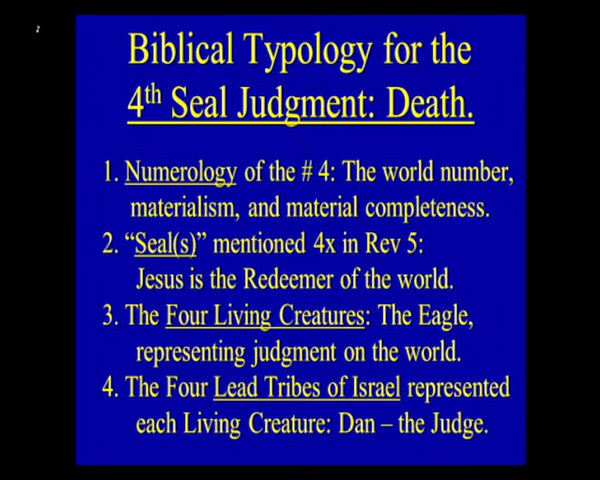 Biblical Typology for the
4th Seal Judgment: Death.
1. Numerology of the # 4: The world number,
materialism, and material completeness.
2. “Seal(s)” mentioned 4x in Rev 5:
Jesus is the Redeemer of the world.
3. The Four Living Creatures: The Eagle,
representing judgment on the world.
4. The Four Lead Tribes of Israel represented
each Living Creature: Dan – the Judge.